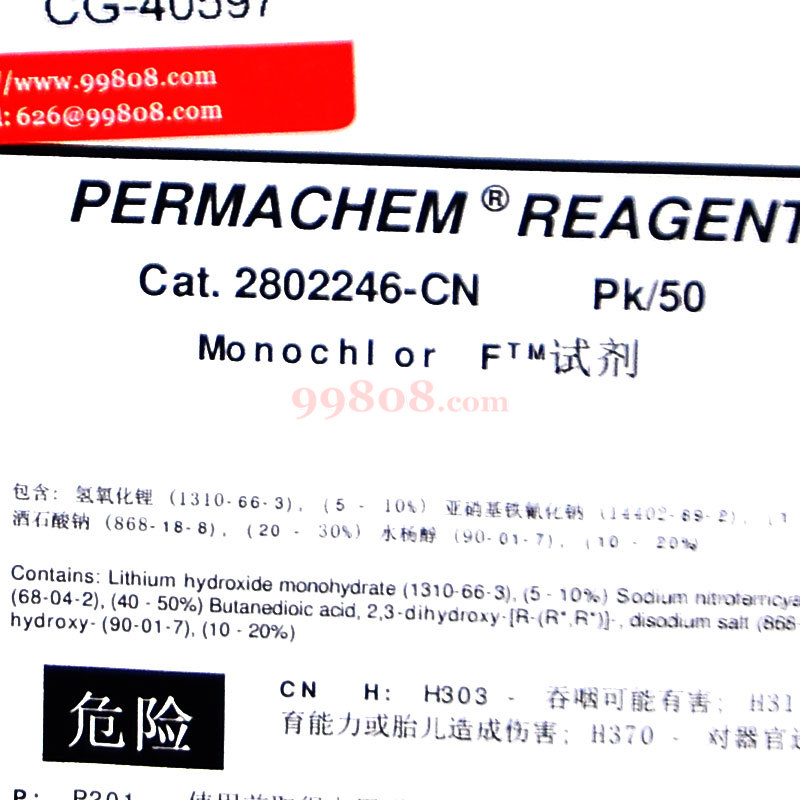 CG-40597
//www.99808.com
l: 626@99808.com
PERMACHEM ® REAGENT
Cat. 2802246-CN Pk/50
Monochlor F™试剂
99808.com
包含: 氢氧化锂 (1310-66-3), (5 - 10%) 亚硝基铁氰化钠 (14402-89-2), (1
酒石酸钠 (868-18-8), (20 - 30%) 水杨醇 (90-01-7), (10 - 20%
Contains: Lithium hydroxide monohydrate (1310-66-3), (5 - 10%) Sodium nitroferricya
(68-04-2), (40 - 50%) Butanedioic acid, 2,3-dihydroxy-[R-(R*,R*)]-, disodium salt (868-
hydroxy- (90-01-7), (10 - 20%)
危险
CN H: H303 - 吞咽可能有害; H31
育能力或胎儿造成伤害; H370 - 对器官造
P: P201